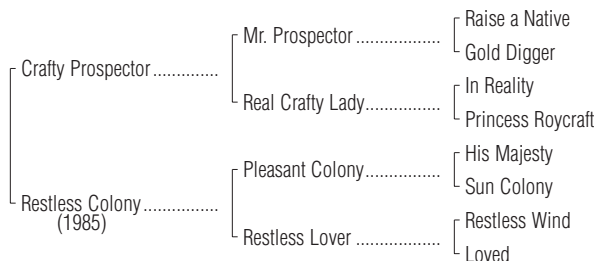 Raise a Native
Mr. Prospector ..................
Gold Digger
Crafty Prospector ..............
In Reality
Real Crafty Lady ................
Princess Roycraft
His Majesty
Pleasant Colony ................
Sun Colony
Restless Colony ................
(1985)
Restless Wind
Restless Lover ..................
Loved